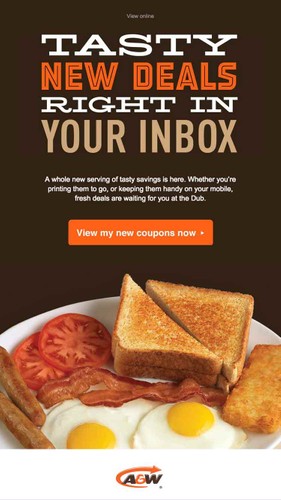 View online
TASTY
NEW DEALS
RIGHT IN
YOUR INBOX
A whole new serving of tasty savings is here. Whether you're
printing them to go, or keeping them handy on your mobile,
fresh deals are waiting for you at the Dub.
View my new coupons now
A&W